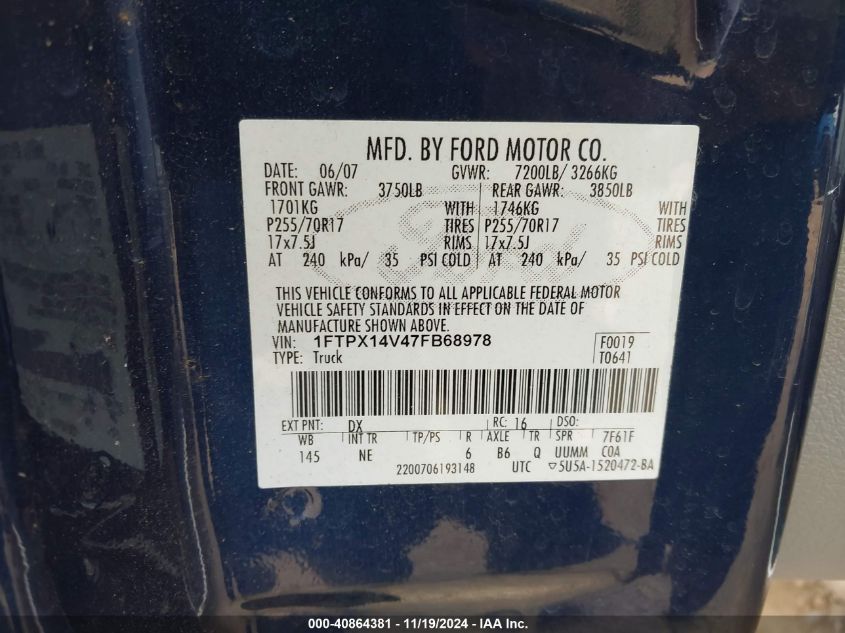 MFD. BY FORD MOTOR CO.
DATE: 06/07 GVWR: 7200LB/ 3266KG
FRONT GAWR: 3750LB REAR GAWR: 3850LB
1701KG WITH 1746KG WITH
P255/70R17 TIRES P255/70R17 TIRES
17x7.5J RIMS 17x7.5J RIMS
AT 240 kPa/ 35 PSI COLD AT 240 kPa/ 35 PSI COLD
THIS VEHICLE CONFORMS TO ALL APPLICABLE FEDERAL MOTOR
VEHICLE SAFETY STANDARDS IN EFFECT ON THE DATE OF
MANUFACTURE SHOWN ABOVE.
VIN: 1FTPX14V47FB68978 F0019
TYPE: Truck T0641
EXT PNT: DX RC: 16 DSO:
WB INT TR TP/PS R AXLE TR SPR 7F61F
145 NE 6 B6 Q UUMM COA
2200706193148 UTC ▽5U5A-1520472-BA
000-40864381 - 11/19/2024 - IAA Inc.